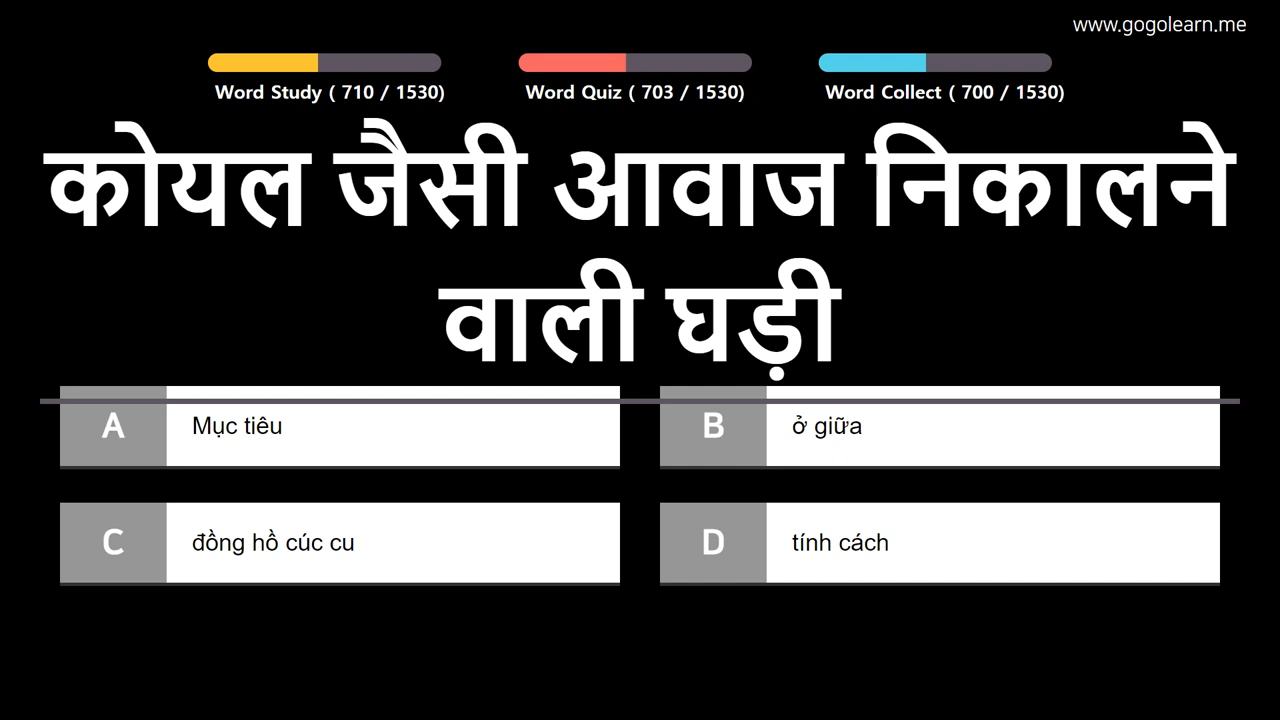 www.gogolearn.me
Word Study ( 710 / 1530)
Word Quiz ( 703 / 1530)
Word Collect ( 700 / 1530)
कोयल जैसी आवाज निकालने
वाली घड़ी
A
Mục tiêu
B
ở giữa
C
đồng hồ cúc cu
D
tính cách